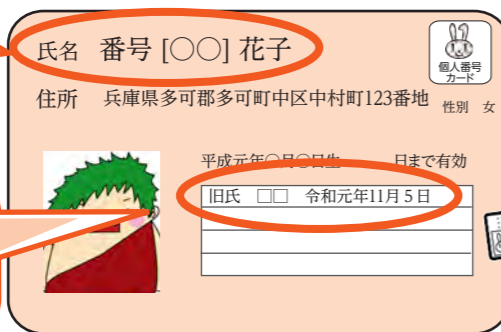 氏名 番号 [○○] 花子
個人番号
カード
住所 兵庫県多可郡多可町中区中村町123番地 性別 女
平成元年○月○日生 日まで有効
旧氏 □□ 令和元年11月5日